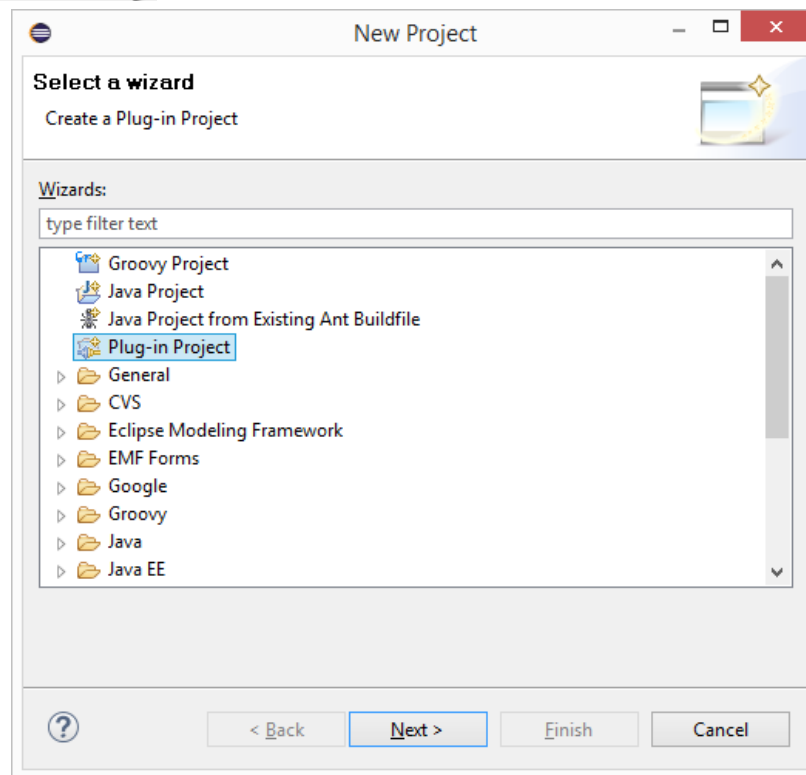 New Project
Select a wizard
Create a Plug-in Project
Wizards:
type filter text
Groovy Project
Java Project
Java Project from Existing Ant Buildfile
Plug-in Project
General
CVS
Eclipse Modeling Framework
EMF Forms
Google
Groovy
Java
Java EE
? < Back Next > Finish Cancel